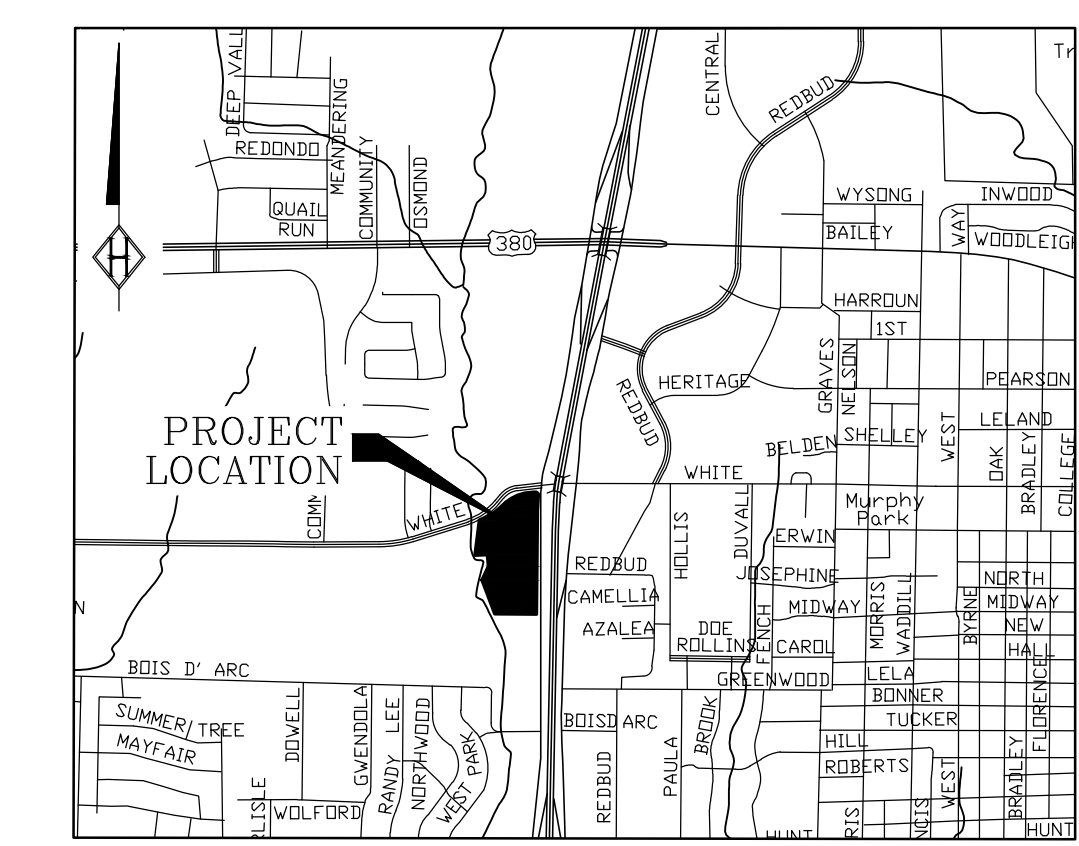 DEEP VALL
MEANDERING
CENTRAL
REDBUD
Tr
REDONDO
COMMUNITY
OSMOND
QUAIL
RUN
WYSONG
INWOOD
BAILEY
WAY
WOODLEIGH
H
380
HARROUN
1ST
GRAVES
NELSON
HERITAGE
PEARSON
REDBUD
PROJECT
LOCATION
BELDEN
SHELLEY
WEST
LELAND
OAK
BRADLEY
COLLEGE
WHITE
COMM
WHITE
HOLLIS
DUVALL
Murphy
Park
ERWIN
REDBUD
JOSEPHINE
NORTH
CAMELLIA
MIDWAY
MORRIS
WADDILL
BYRNE
MIDWAY
AZALEA
DOE
ROLLINS
FENCH
CAROL
NEW
HALL
N
BOIS D' ARC
GREENWOOD
LELA
BONNER
FLORENCE
SUMMER TREE
DOWELL
GWENDOLA
RANDY LEE
NORTHWOOD
BOISD ARC
BROOK
TUCKER
MAYFAIR
WEST PARK
REDBUD
PAULA
HILL
ROBERTS
WEST
BRADLEY
RLISLE
WOLFORD
HUNT
RIS
NCIS
HUNT